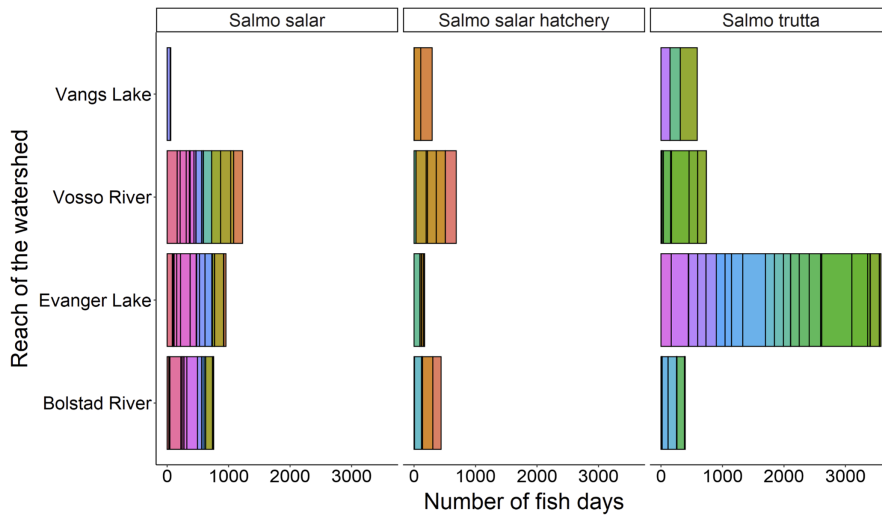 Salmo salar
Salmo salar hatchery
Salmo trutta
Reach of the watershed
Vangs Lake
Vosso River
Evanger Lake
Bolstad River
0 1000 2000 3000
0 1000 2000 3000
0 1000 2000 3000
Number of fish days